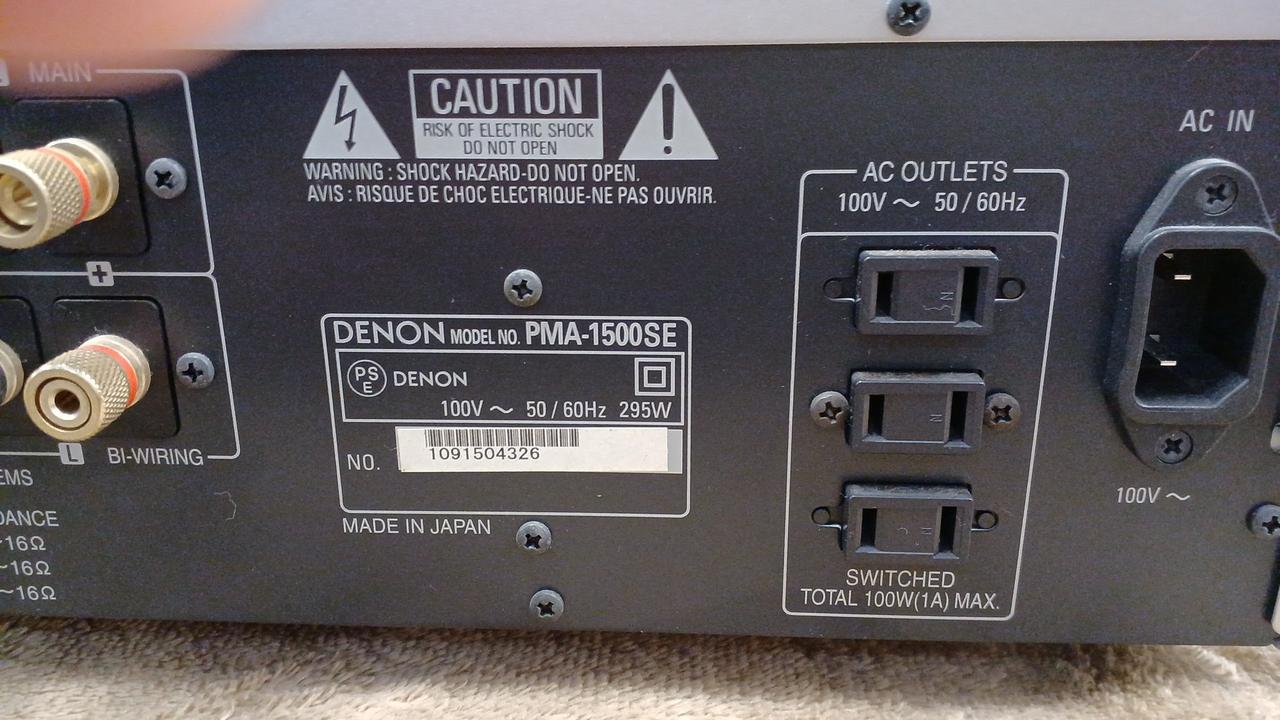 MAIN
CAUTION
RISK OF ELECTRIC SHOCK
DO NOT OPEN
WARNING : SHOCK HAZARD-DO NOT OPEN.
AVIS : RISQUE DE CHOC ELECTRIQUE-NE PAS OUVRIR.
AC IN
AC OUTLETS
100V ～ 50 / 60Hz
N
N
N
DENON MODEL NO. PMA-1500SE
PS
E
DENON
100V ～ 50 / 60Hz 295W
NO.
1091504326
MADE IN JAPAN
L BI-WIRING
EMS
DANCE
~16Ω
~16Ω
~16Ω
100V ～
SWITCHED
TOTAL 100W(1A) MAX.